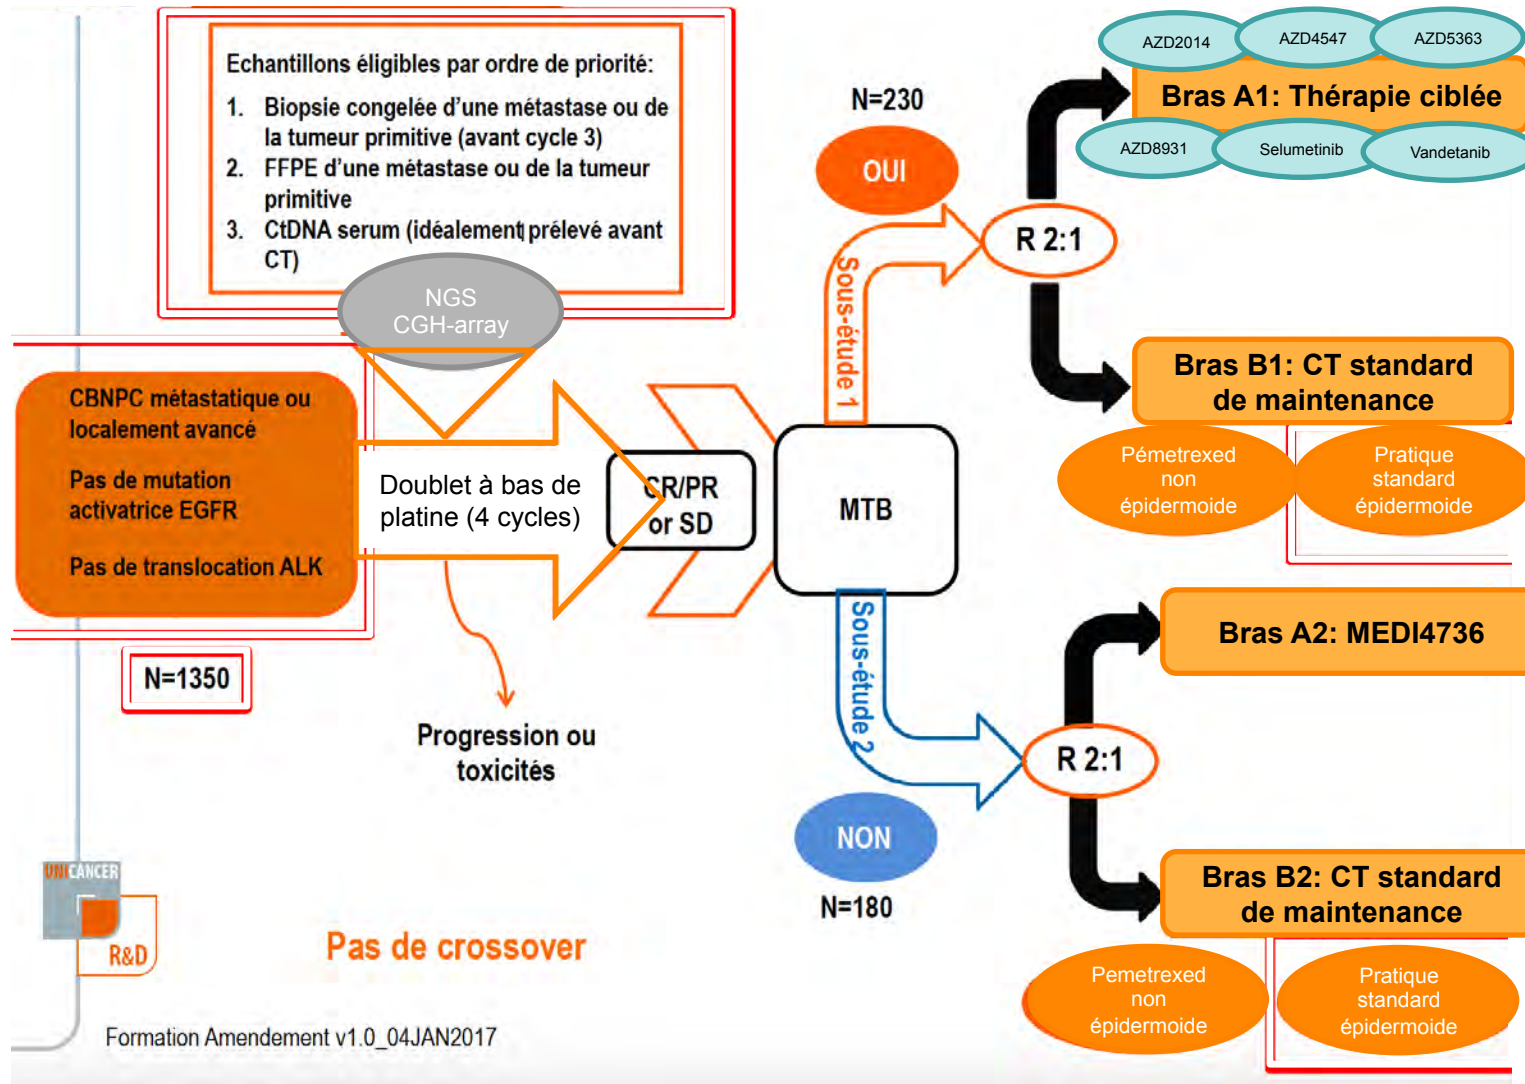 Echantillons éligibles par ordre de priorité:
1. Biopsie congelée d'une métastase ou de
la tumeur primitive (avant cycle 3)
2. FFPE d'une métastase ou de la tumeur
primitive
3. CtDNA serum (idéalement prélevé avant
CT)
NGS
CGH-array
CBNPC métastatique ou
localement avancé
Pas de mutation
activatrice EGFR
Pas de translocation ALK
N=1350
Doublet à bas de
platine (4 cycles)
Progression ou
toxicités
CR/PR
or SD
MTB
N=230
OUI
Sous-étude 1
R 2:1
AZD2014
AZD4547
AZD5363
Bras A1: Thérapie ciblée
AZD8931
Selumetinib
Vandetanib
Bras B1: CT standard
de maintenance
Pémetrexed
non
épidermoide
Pratique
standard
épidermoide
Sous-étude 2
NON
N=180
R 2:1
Bras A2: MEDI4736
Bras B2: CT standard
de maintenance
Pemetrexed
non
épidermoide
Pratique
standard
épidermoide
UNICANCER
R&D
Pas de crossover
Formation Amendement v1.0_04JAN2017